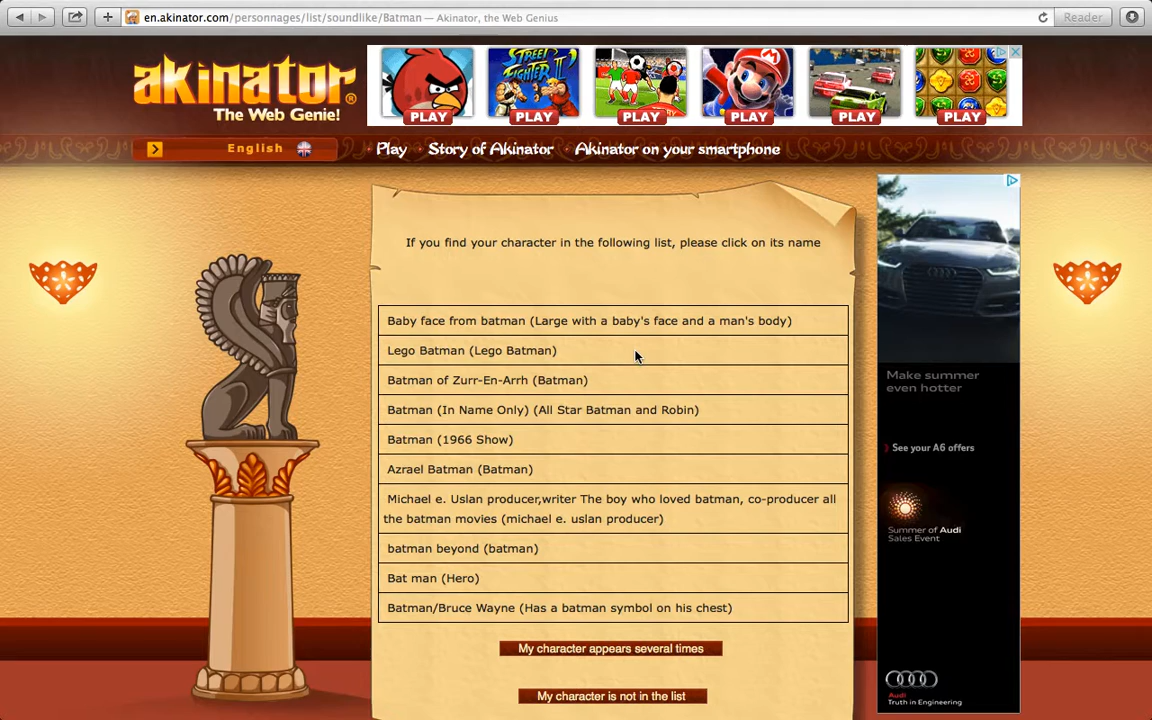 en.akinator.com/personnages/list/soundlike/Batman — Akinator, the Web Genius
Reader
akinator®
The Web Genie!
PLAY
PLAY
PLAY
PLAY
PLAY
PLAY
English
Play
Story of Akinator
Akinator on your smartphone
If you find your character in the following list, please click on its name
Baby face from batman (Large with a baby's face and a man's body)
Lego Batman (Lego Batman)
Batman of Zurr-En-Arrh (Batman)
Batman (In Name Only) (All Star Batman and Robin)
Batman (1966 Show)
Azrael Batman (Batman)
Michael e. Uslan producer,writer The boy who loved batman, co-producer all
the batman movies (michael e. uslan producer)
batman beyond (batman)
Bat man (Hero)
Batman/Bruce Wayne (Has a batman symbol on his chest)
My character appears several times
My character is not in the list
Make summer
even hotter
See your A6 offers
Summer of Audi
Sales Event
Audi
Truth in Engineering